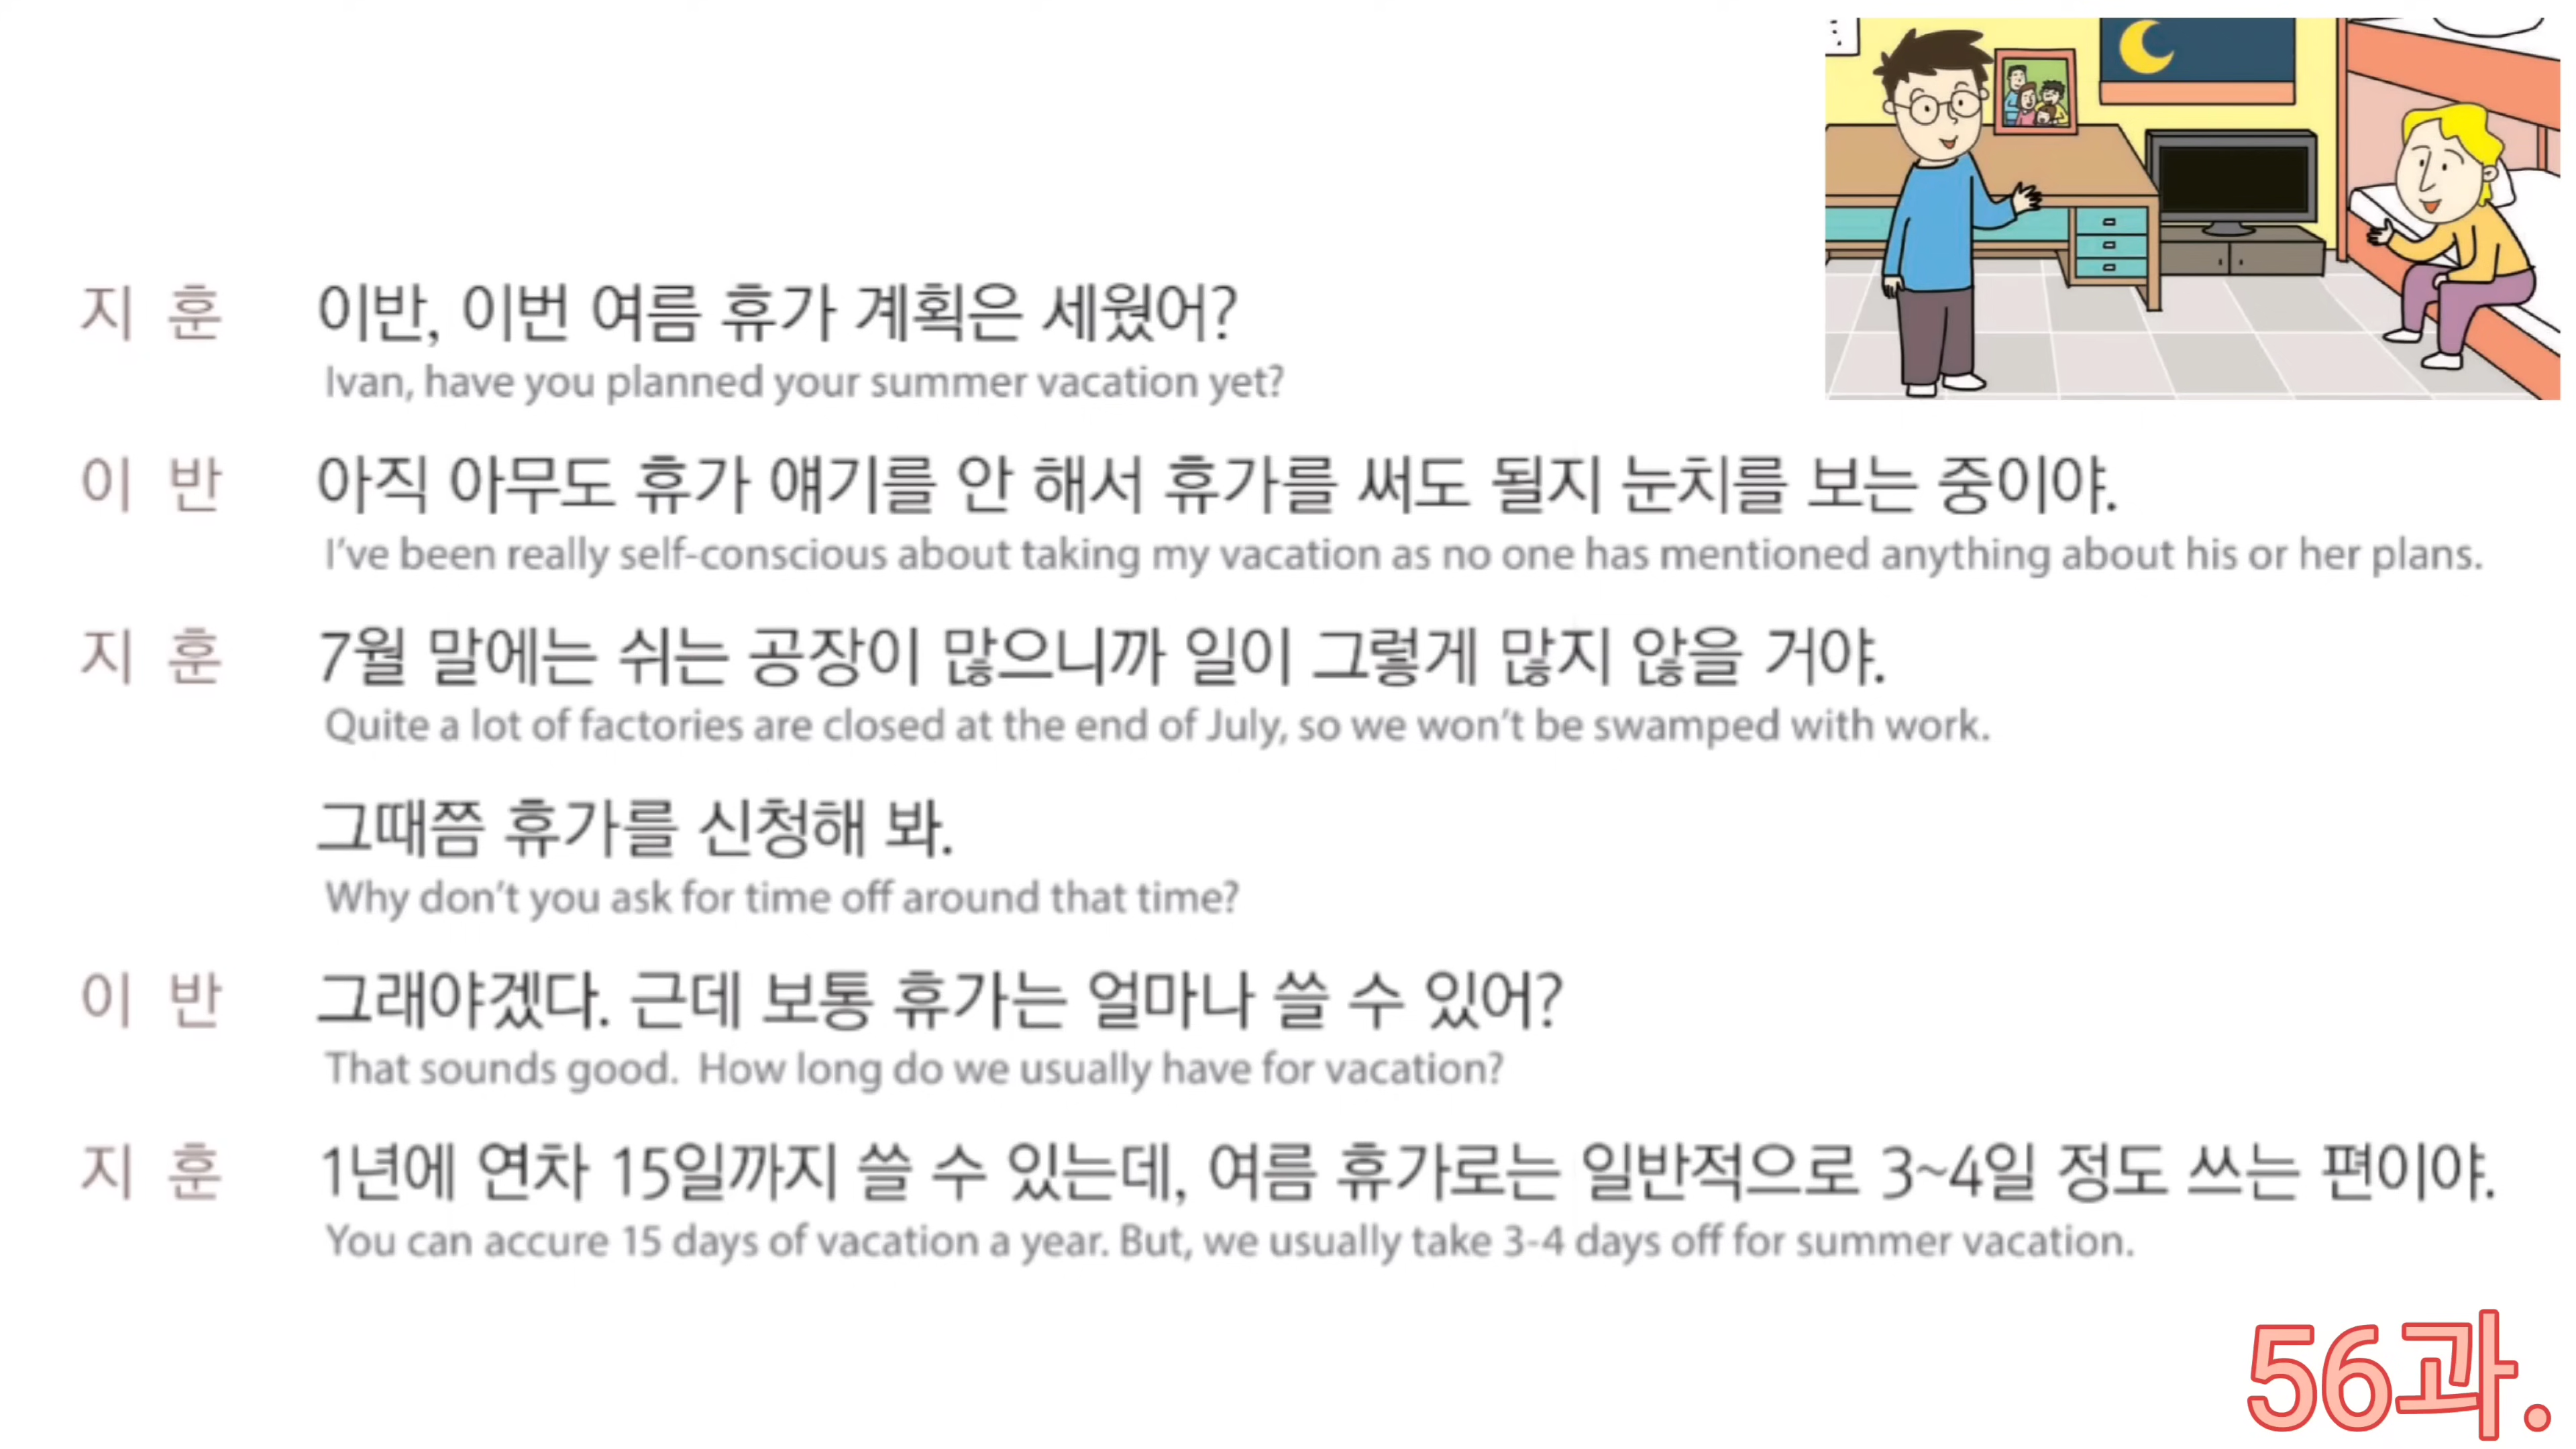 지 훈 이반, 이번 여름 휴가 계획은 세웠어?
Ivan, have you planned your summer vacation yet?
이 반 아직 아무도 휴가 얘기를 안 해서 휴가를 써도 될지 눈치를 보는 중이야.
I've been really self-conscious about taking my vacation as no one has mentioned anything about his or her plans.
지 훈 7월 말에는 쉬는 공장이 많으니까 일이 그렇게 많지 않을 거야.
Quite a lot of factories are closed at the end of July, so we won't be swamped with work.
그때쯤 휴가를 신청해 봐.
Why don't you ask for time off around that time?
이 반 그래야겠다. 근데 보통 휴가는 얼마나 쓸 수 있어?
That sounds good. How long do we usually have for vacation?
지 훈 1년에 연차 15일까지 쓸 수 있는데, 여름 휴가로는 일반적으로 3~4일 정도 쓰는 편이야.
You can accure 15 days of vacation a year. But, we usually take 3-4 days off for summer vacation.
56과.